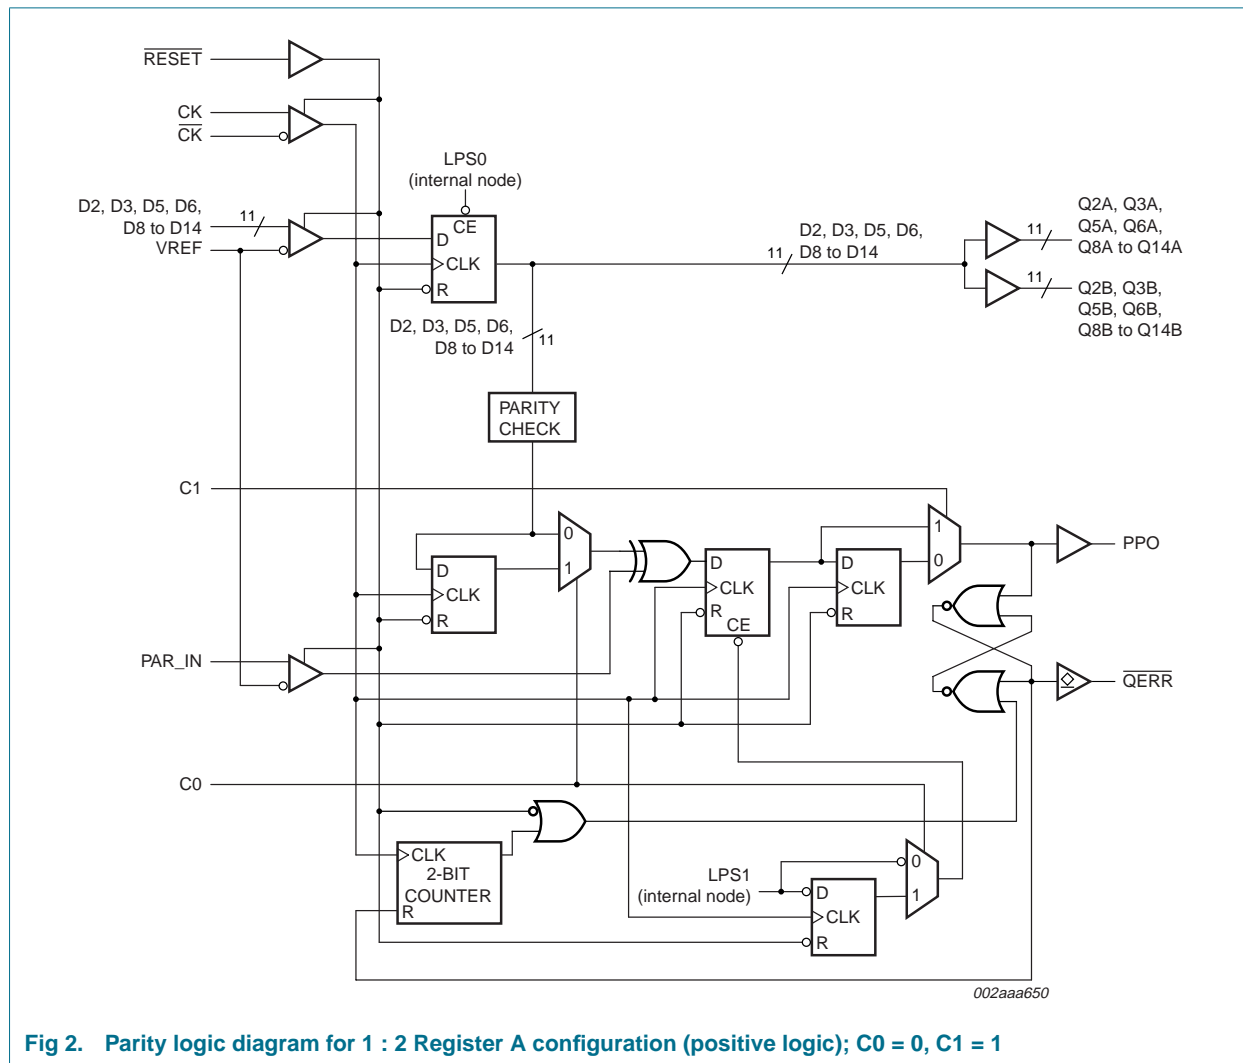 RESET
CK
CK
LPS0
(internal node)
D2, D3, D5, D6,
D8 to D14
11
VREF
CE
D
CLK
R
D2, D3, D5, D6,
D8 to D14
11
11
Q2A, Q3A,
Q5A, Q6A,
Q8A to Q14A
11
Q2B, Q3B,
Q5B, Q6B,
Q8B to Q14B
D2, D3, D5, D6,
D8 to D14
11
PARITY
CHECK
C1
0
1
D
CLK
R
D
CLK
R
CE
D
CLK
R
1
0
PPO
PAR_IN
QERR
C0
CLK
2-BIT
COUNTER
R
LPS1
(internal node)
D
CLK
R
0
1
002aaa650
Fig 2. Parity logic diagram for 1 : 2 Register A configuration (positive logic); C0 = 0, C1 = 1